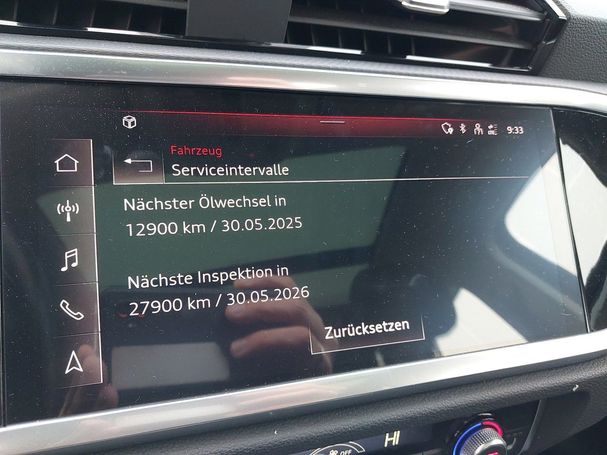 9:33
Fahrzeug
Serviceintervalle
Nächster Ölwechsel in
12900 km / 30.05.2025
Nächste Inspektion in
27900 km / 30.05.2026
Zurücksetzen
HI
OFF